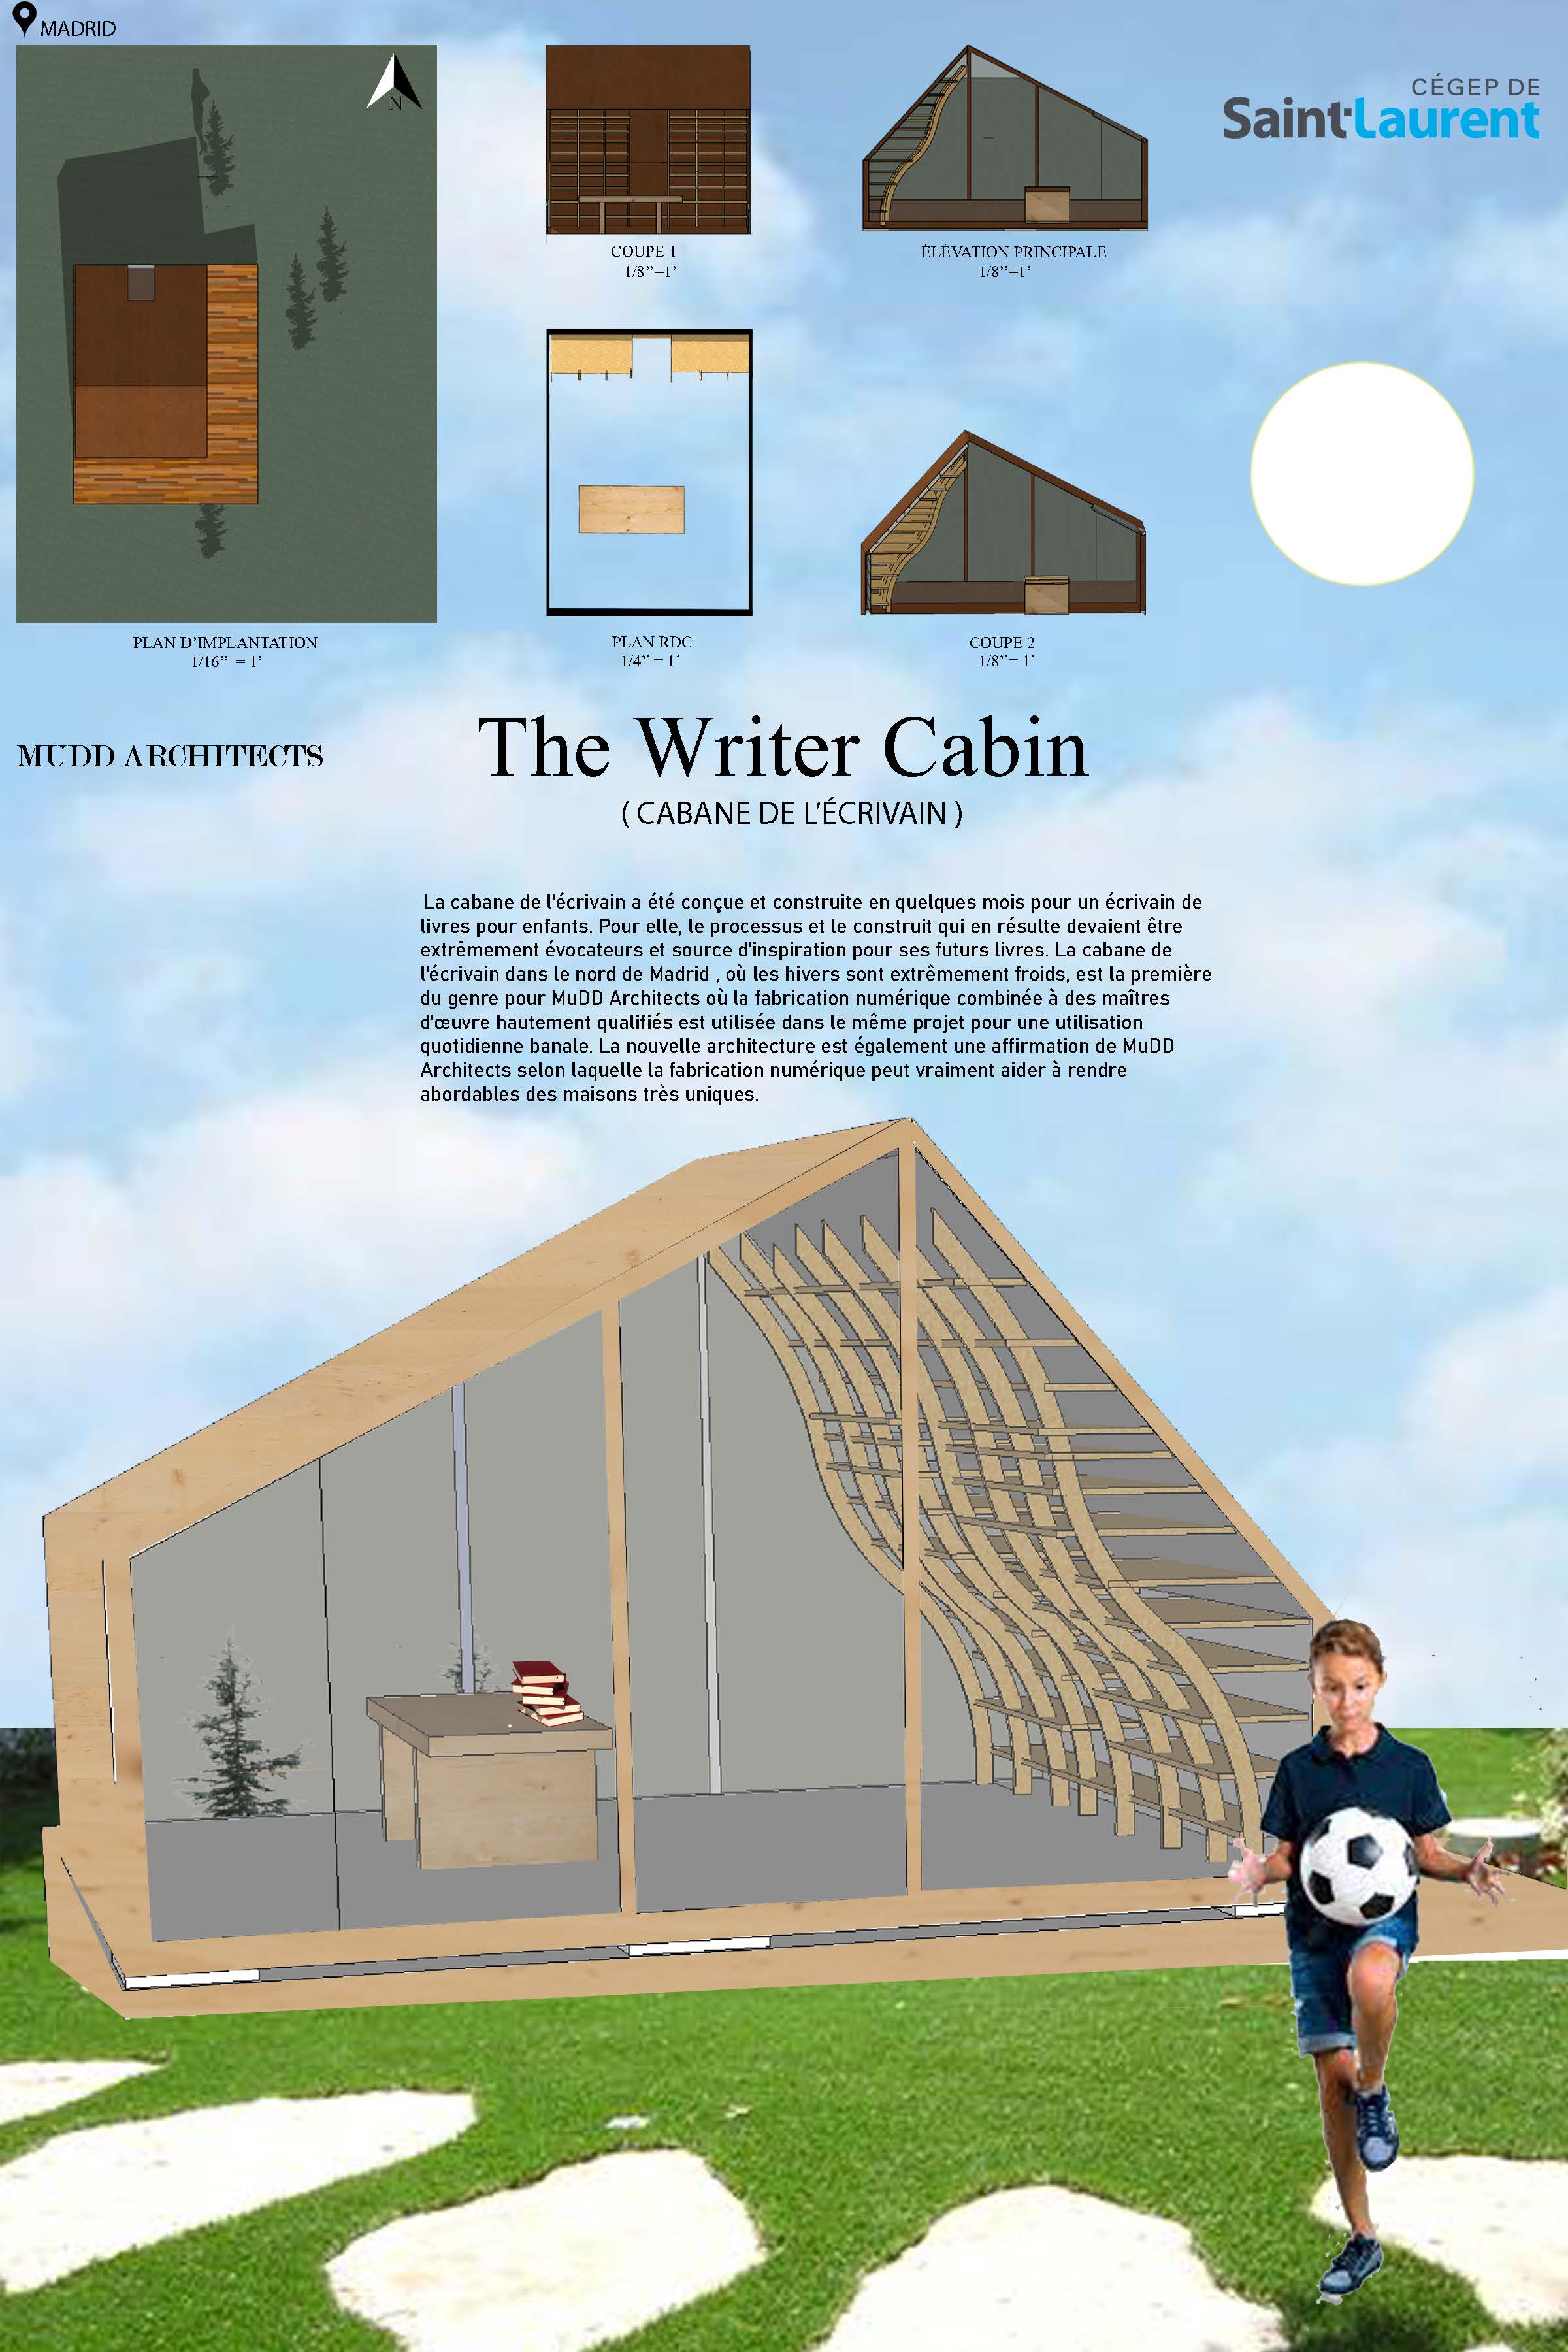 MADRID
N
CÉGEP DE
Saint-Laurent
COUPE 1
1/8’’=1’
ÉLÉVATION PRINCIPALE
1/8’’=1’
PLAN D’IMPLANTATION
1/16’’ = 1’
PLAN RDC
1/4’’ = 1’
COUPE 2
1/8’’= 1’
MUDD ARCHITECTS
The Writer Cabin
( CABANE DE L’ÉCRIVAIN )
La cabane de l'écrivain a été conçue et construite en quelques mois pour un écrivain de
livres pour enfants. Pour elle, le processus et le construit qui en résulte devaient être
extrêmement évocateurs et source d'inspiration pour ses futurs livres. La cabane de
l'écrivain dans le nord de Madrid , où les hivers sont extrêmement froids, est la première
du genre pour MuDD Architects où la fabrication numérique combinée à des maîtres
d'œuvre hautement qualifiés est utilisée dans le même projet pour une utilisation
quotidienne banale. La nouvelle architecture est également une affirmation de MuDD
Architects selon laquelle la fabrication numérique peut vraiment aider à rendre
abordables des maisons très uniques.